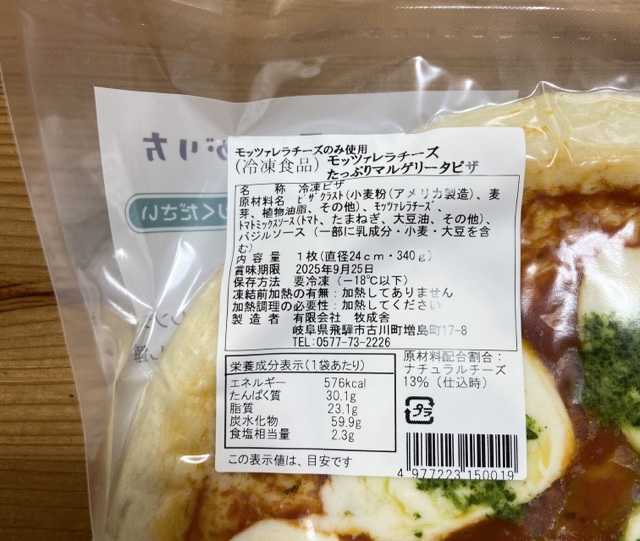 がり方
ください
モッツァレラチーズのみ使用
(冷凍食品) モッツァレラチーズ
たっぷりマルゲリータピザ
名 称 冷凍ピザ
原材料名 ピザクラスト(小麦粉(アメリカ製造)、麦
芽、植物油脂、その他)、モッツァレラチーズ、
トマトミックスソース(トマト、たまねぎ、大豆油、その他)、
バジルソース (一部に乳成分・小麦・大豆を含
む)
内 容 量 1枚(直径24cm・340g)
賞味期限 2025年9月25日
保存方法 要冷凍(-18℃以下)
凍結前加熱の有無:加熱してありません
加熱調理の必要性:加熱してください
製 造 者 有限会社 牧成舎
岐阜県飛騨市古川町増島町17-8
TEL:0577-73-2226
栄養成分表示(1袋あたり)
エネルギー 576kcal
たんぱく質 30.1g
脂質 23.1g
炭水化物 59.9g
食塩相当量 2.3g
この表示値は、目安です
原材料配合割合:
ナチュラルチーズ
13%(仕込時)
プラ
4 977223 150019